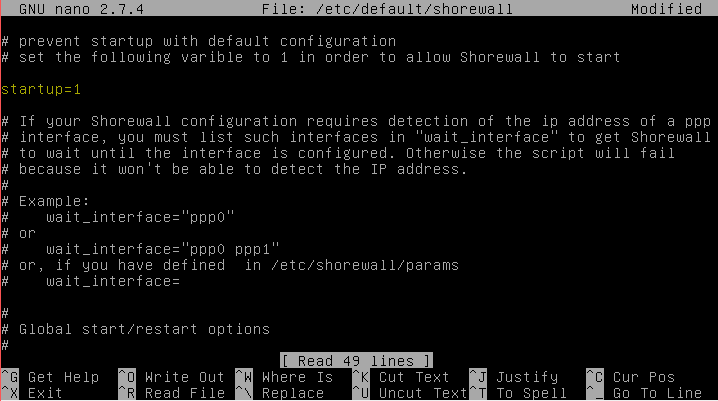 GNU nano 2.7.4 File: /etc/default/shorewall Modified
# prevent startup with default configuration
# set the following varible to 1 in order to allow Shorewall to start
startup=1
# If your Shorewall configuration requires detection of the ip address of a ppp
# interface, you must list such interfaces in "wait_interface" to get Shorewall
# to wait until the interface is configured. Otherwise the script will fail
# because it won't be able to detect the IP address.
#
# Example:
#    wait_interface="ppp0"
# or
#    wait_interface="ppp0 ppp1"
# or, if you have defined  in /etc/shorewall/params
#    wait_interface=
#
# Global start/restart options
#
[ Read 49 lines ]
^G Get Help ^O Write Out ^W Where Is ^K Cut Text ^J Justify ^C Cur Pos
^X Exit ^R Read File ^\ Replace ^U Uncut Text ^T To Spell ^_ Go To Line